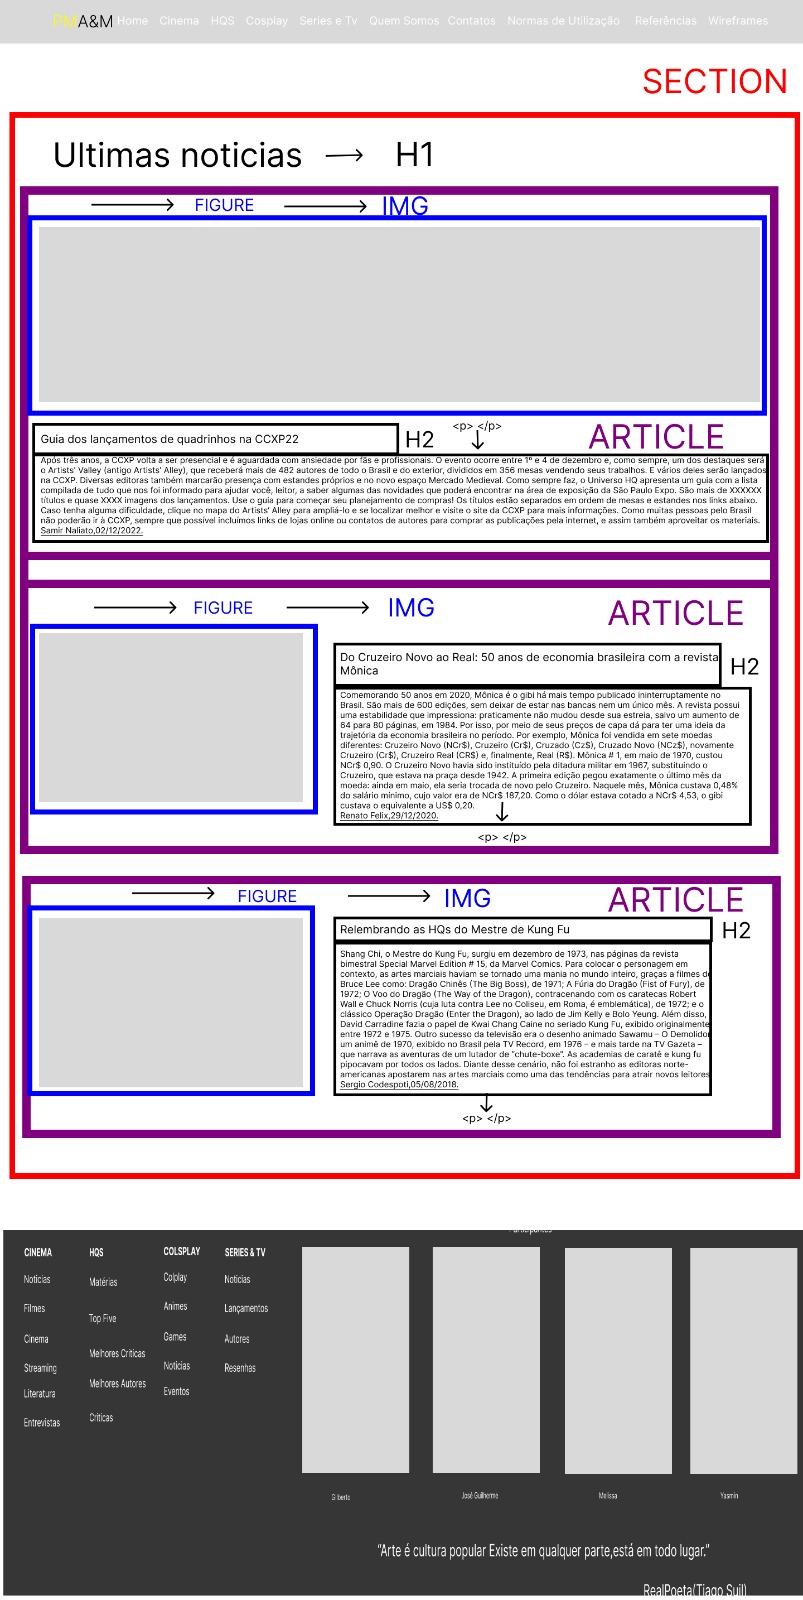 PMA&M Home Cinema HQS Cosplay Series e Tv Quem Somos Contatos Normas de Utilização Referências Wireframes
SECTION
Ultimas noticias H1
FIGURE IMG
Guia dos lançamentos de quadrinhos na CCXP22 H2 <p> </p> ARTICLE
Após três anos, a CCXP volta a ser presencial e é aguardada com ansiedade por fãs e profissionais. O evento ocorre entre 1º e 4 de dezembro e, como sempre, um dos destaques será
o Artists' Valley (antigo Artists' Alley), que receberá mais de 482 autores de todo o Brasil e do exterior, divididos em 356 mesas vendendo seus trabalhos. E vários deles serão lançados
na CCXP. Diversas editoras também marcarão presença com estandes próprios e no novo espaço Mercado Medieval. Como sempre faz, o Universo HQ apresenta um guia com a lista
compilada de tudo que nos foi informado para ajudar você, leitor, a saber algumas das novidades que poderá encontrar na área de exposição da São Paulo Expo. São mais de XXXXXX
títulos e quase XXXX imagens dos lançamentos. Use o guia para começar seu planejamento de compras! Os títulos estão separados em ordem de mesas e estandes nos links abaixo.
Caso tenha alguma dificuldade, clique no mapa do Artists' Alley para ampliá-lo e se localizar melhor e visite o site da CCXP para mais informações. Como muitas pessoas pelo Brasil
não poderão ir à CCXP, sempre que possível incluímos links de lojas online ou contatos de autores para comprar as publicações pela internet, e assim também aproveitar os materiais.
Samir Naliato,02/12/2022.
FIGURE IMG ARTICLE
Do Cruzeiro Novo ao Real: 50 anos de economia brasileira com a revista
Mônica
H2
Comemorando 50 anos em 2020, Mônica é o gibi há mais tempo publicado ininterruptamente no
Brasil. São mais de 600 edições, sem deixar de estar nas bancas nem um único mês. A revista possui
uma estabilidade que impressiona: praticamente não mudou desde sua estreia, salvo um aumento de
64 para 80 páginas, em 1984. Por isso, por meio de seus preços de capa dá para ter uma ideia da
trajetória da economia brasileira no período. Por exemplo, Mônica foi vendida em sete moedas
diferentes: Cruzeiro Novo (NCr$), Cruzeiro (Cr$), Cruzado (Cz$), Cruzado Novo (NCz$), novamente
Cruzeiro (Cr$), Cruzeiro Real (CR$) e, finalmente, Real (R$). Mônica # 1, em maio de 1970, custou
NCr$ 0,90. O Cruzeiro Novo havia sido instituído pela ditadura militar em 1967, substituindo o
Cruzeiro, que estava na praça desde 1942. A primeira edição pegou exatamente o último mês da
moeda: ainda em maio, ela seria trocada de novo pelo Cruzeiro. Naquele mês, Mônica custava 0,48%
do salário mínimo, cujo valor era de NCr$ 187,20. Como o dólar estava cotado a NCr$ 4,53, o gibi
custava o equivalente a US$ 0,20.
Renato Felix,29/12/2020.
<p> </p>
FIGURE IMG ARTICLE
Relembrando as HQs do Mestre de Kung Fu H2
Shang Chi, o Mestre do Kung Fu, surgiu em dezembro de 1973, nas páginas da revista
bimestral Special Marvel Edition # 15, da Marvel Comics. Para colocar o personagem em
contexto, as artes marciais haviam se tornado uma mania no mundo inteiro, graças a filmes de
Bruce Lee como: Dragão Chinês (The Big Boss), de 1971; A Fúria do Dragão (Fist of Fury), de
1972; O Voo do Dragão (The Way of the Dragon), contracenando com os caratecas Robert
Wall e Chuck Norris (cuja luta contra Lee no Coliseu, em Roma, é emblemática), de 1972; e o
clássico Operação Dragão (Enter the Dragon), ao lado de Jim Kelly e Bolo Yeung. Além disso,
David Carradine fazia o papel de Kwai Chang Caine no seriado Kung Fu, exibido originalmente
entre 1972 e 1975. Outro sucesso da televisão era o desenho animado Sawamu – O Demolidor
um animê de 1970, exibido no Brasil pela TV Record, em 1976 – e mais tarde na TV Gazeta –
que narrava as aventuras de um lutador de "chute-boxe". As academias de caratê e kung fu
pipocavam por todos os lados. Diante desse cenário, não foi estranho as editoras norte-
americanas apostarem nas artes marciais como uma das tendências para atrair novos leitores
Sergio Codespoti,05/08/2018.
<p> </p>
Participantes
CINEMA
Noticias
Filmes
Cinema
Streaming
Literatura
Entrevistas
HQS
Matérias
Top Five
Melhores Criticas
Melhores Autores
Criticas
COLSPLAY
Colplay
Animes
Games
Noticias
Eventos
SERIES & TV
Noticias
Lançamentos
Autores
Resenhas
Gilberto José Guilherme Melissa Yasmin
"Arte é cultura popular Existe em qualquer parte,está em todo lugar."
RealPoeta(Tiago Suil)